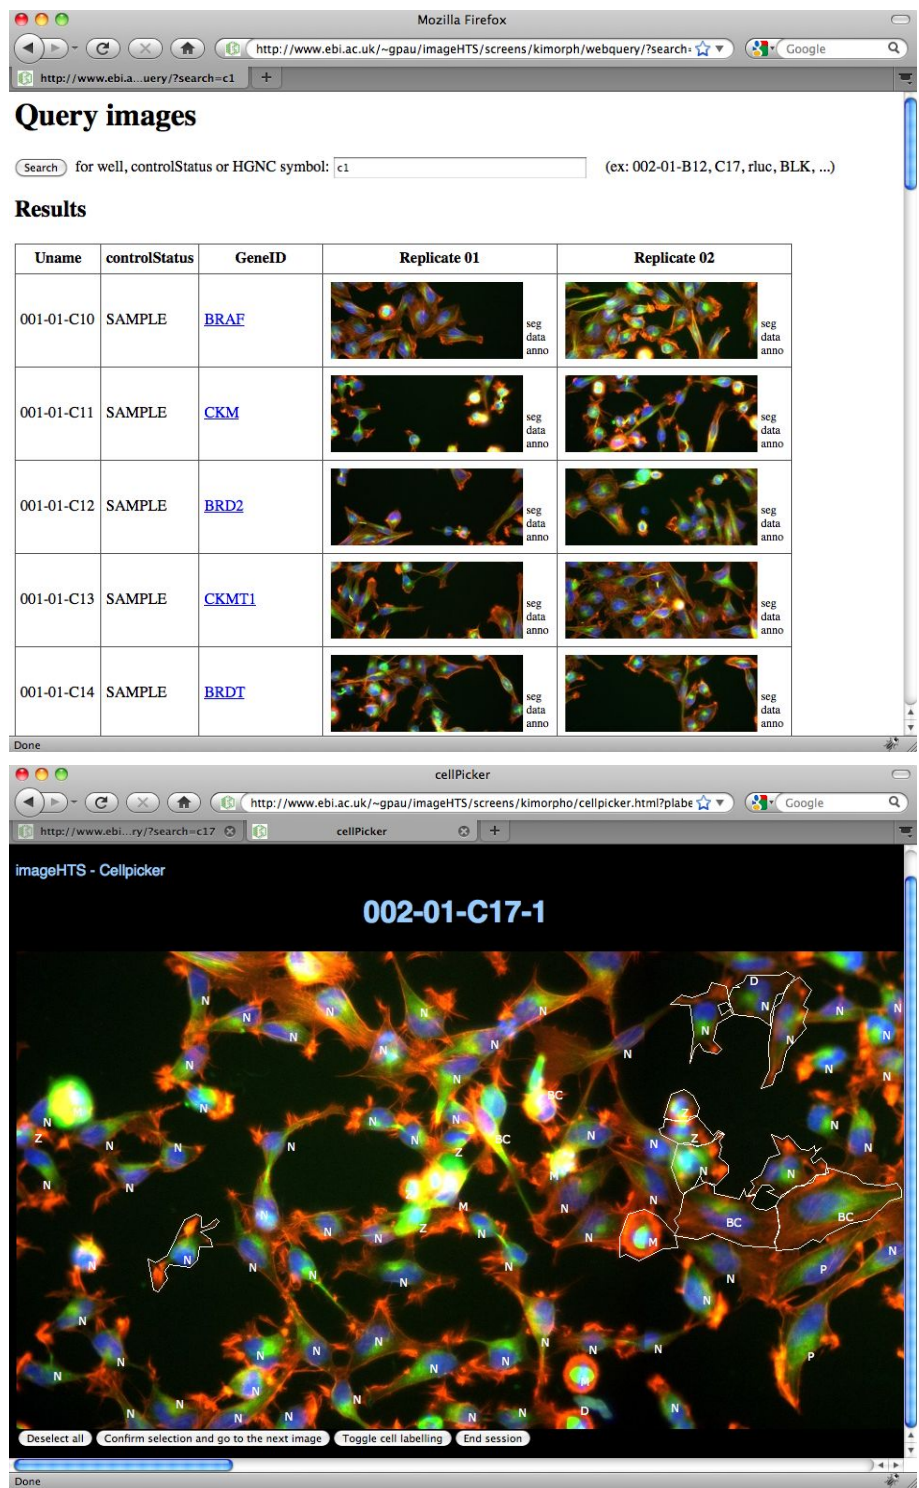 Mozilla Firefox
http://www.ebi.ac.uk/~gpau/imageHTS/screens/kimorph/webquery/?search=
Google
http://www.ebi.a...uery/?search=c1
+
Query images
Search for well, controlStatus or HGNC symbol: c1 (ex: 002-01-B12, C17, rluc, BLK, ...)
Results
Uname controlStatus GeneID Replicate 01 Replicate 02
001-01-C10 SAMPLE BRAF seg data anno seg data anno
001-01-C11 SAMPLE CKM seg data anno seg data anno
001-01-C12 SAMPLE BRD2 seg data anno seg data anno
001-01-C13 SAMPLE CKMT1 seg data anno seg data anno
001-01-C14 SAMPLE BRDT seg data anno seg data anno
Done
cellPicker
http://www.ebi.ac.uk/~gpau/imageHTS/screens/kimorpho/cellpicker.html?plabe
Google
http://www.ebi...ry/?search=c17
cellPicker
+
imageHTS - Cellpicker
002-01-C17-1
D
N N N N N N N N
N N N N N N
N N N BC N
N M N N N Z
Z N N N Z BC N N Z N
N N M N N
N M N BC BC
N N N Z N N M N
N N N N N P
N N
N N N N N N P
N N N N M
N N N N D N
Deselect all Confirm selection and go to the next image Toggle cell labelling End session
Done